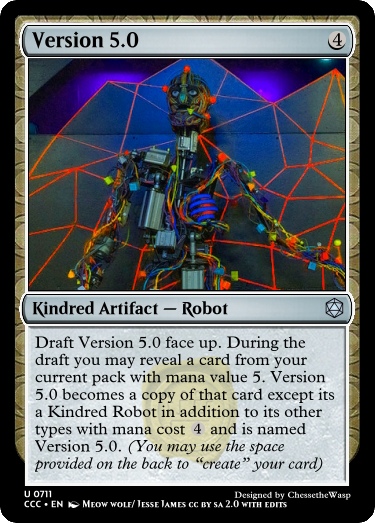 Version 5.0
4
Kindred Artifact — Robot
Draft Version 5.0 face up. During the
draft you may reveal a card from your
current pack with mana value 5. Version
5.0 becomes a copy of that card except its
a Kindred Robot in addition to its other
types with mana cost 4 and is named
Version 5.0. (You may use the space
provided on the back to “create” your card)
U 0711
Designed by ChessetheWasp
CCC • EN Meow wolf/ Jesse James cc by sa 2.0 with edits